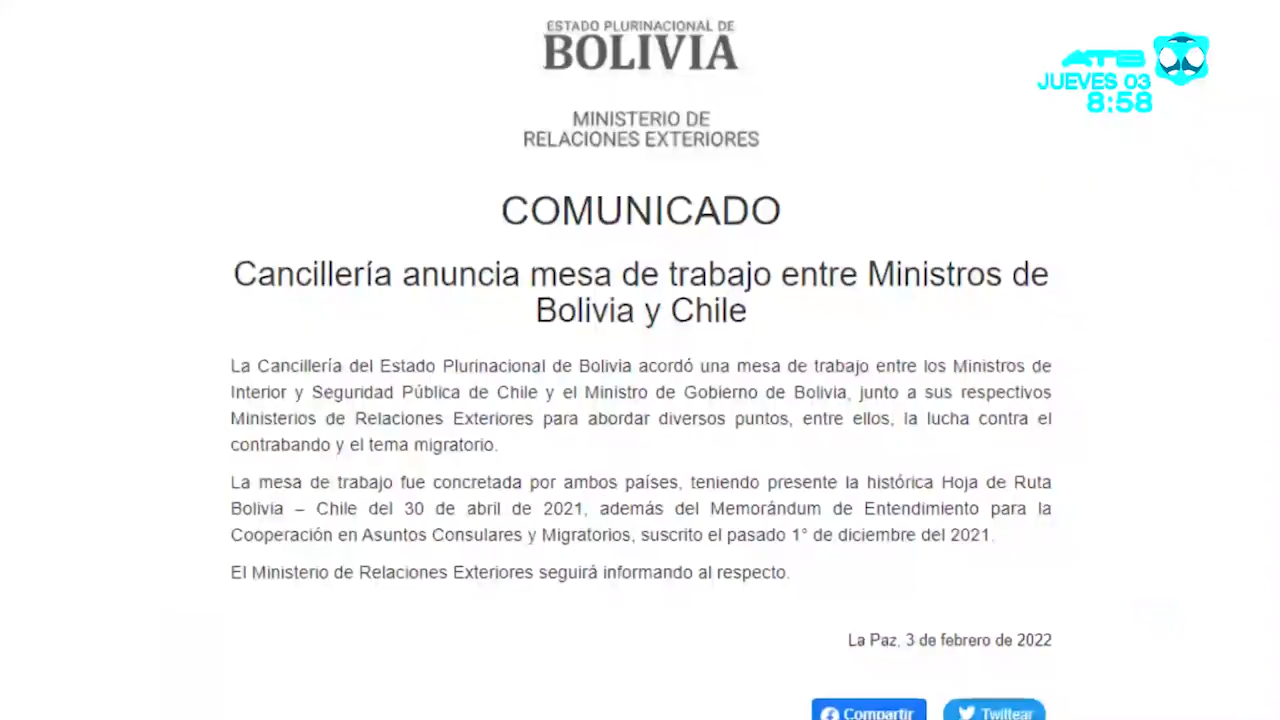 ESTADO PLURINACIONAL DE
BOLIVIA
MINISTERIO DE
RELACIONES EXTERIORES
ATB
JUEVES 03
8:58
COMUNICADO
Cancillería anuncia mesa de trabajo entre Ministros de
Bolivia y Chile
La Cancillería del Estado Plurinacional de Bolivia acordó una mesa de trabajo entre los Ministros de
Interior y Seguridad Pública de Chile y el Ministro de Gobierno de Bolivia, junto a sus respectivos
Ministerios de Relaciones Exteriores para abordar diversos puntos, entre ellos, la lucha contra el
contrabando y el tema migratorio.
La mesa de trabajo fue concretada por ambos países, teniendo presente la histórica Hoja de Ruta
Bolivia – Chile del 30 de abril de 2021, además del Memorándum de Entendimiento para la
Cooperación en Asuntos Consulares y Migratorios, suscrito el pasado 1° de diciembre del 2021.
El Ministerio de Relaciones Exteriores seguirá informando al respecto.
La Paz, 3 de febrero de 2022
Compartir
Twittear